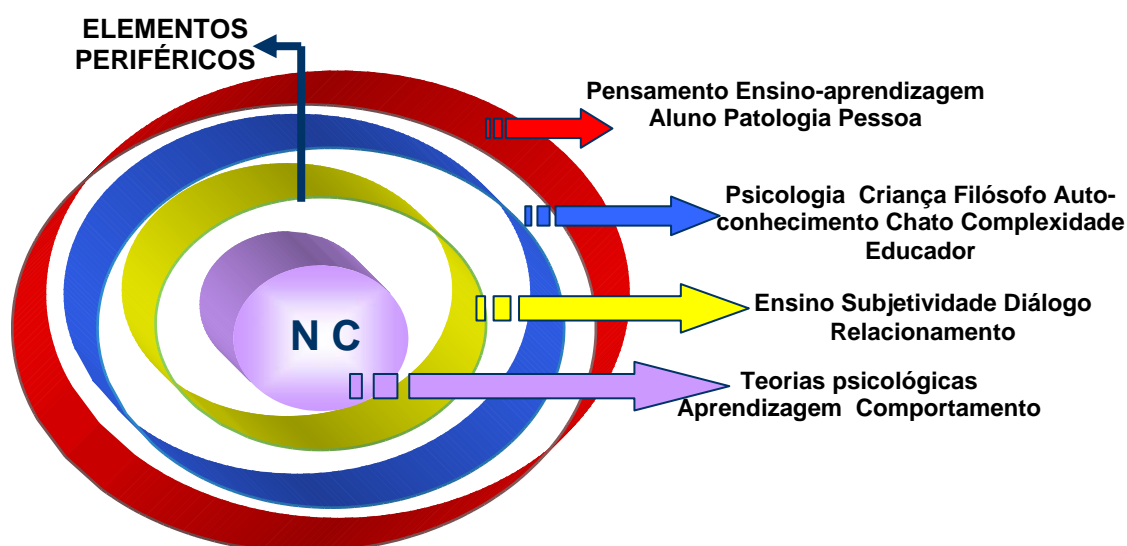 ELEMENTOS
PERIFÉRICOS
Pensamento Ensino-aprendizagem
Aluno Patologia Pessoa
Psicologia Criança Filósofo Auto-
conhecimento Chato Complexidade
Educador
Ensino Subjetividade Diálogo
Relacionamento
N C
Teorias psicológicas
Aprendizagem Comportamento